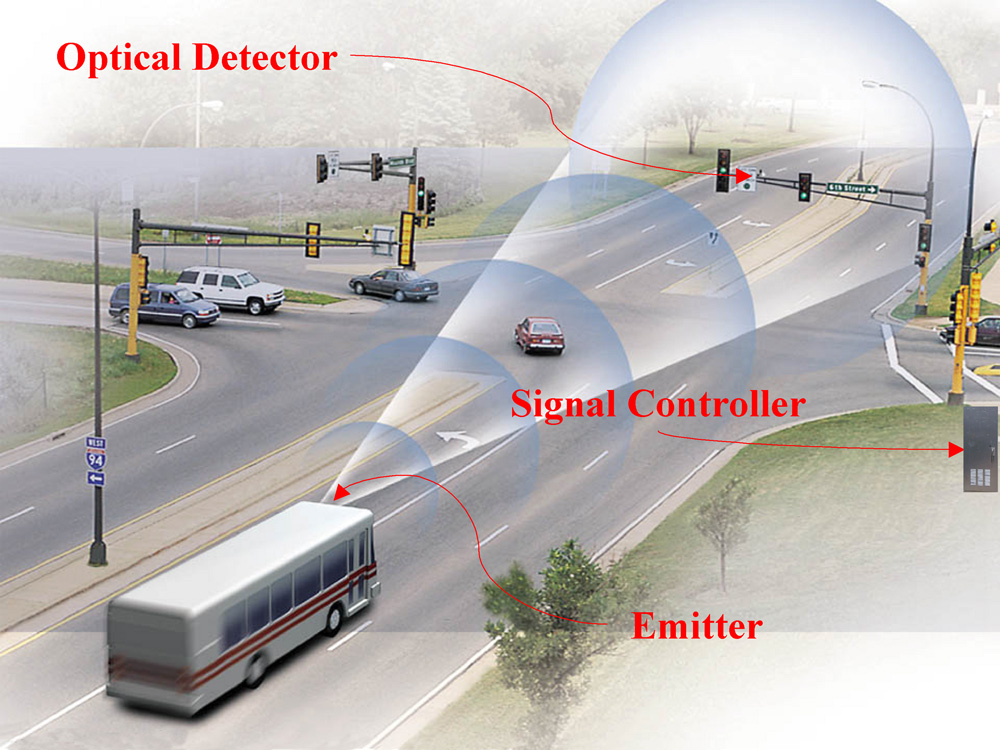 Optical Detector
6th Street →
Signal Controller
WEST
94
Emitter